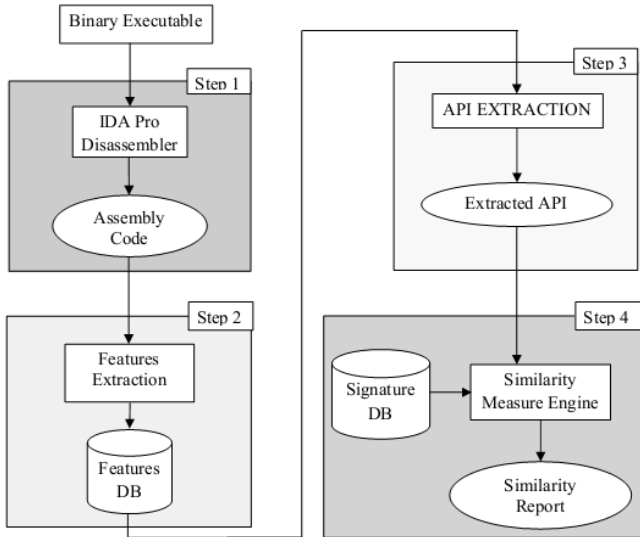 Binary Executable
Step 1
IDA Pro
Disassembler
Assembly
Code
Step 2
Features
Extraction
Features
DB
Step 3
API EXTRACTION
Extracted API
Step 4
Signature
DB
Similarity
Measure Engine
Similarity
Report